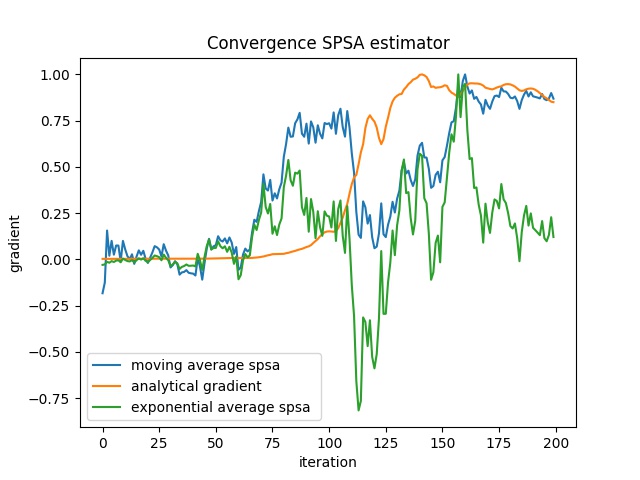 Convergence SPSA estimator
gradient
1.00
0.75
0.50
0.25
0.00
−0.25
−0.50
−0.75
moving average spsa
analytical gradient
exponential average spsa
0 25 50 75 100 125 150 175 200
iteration